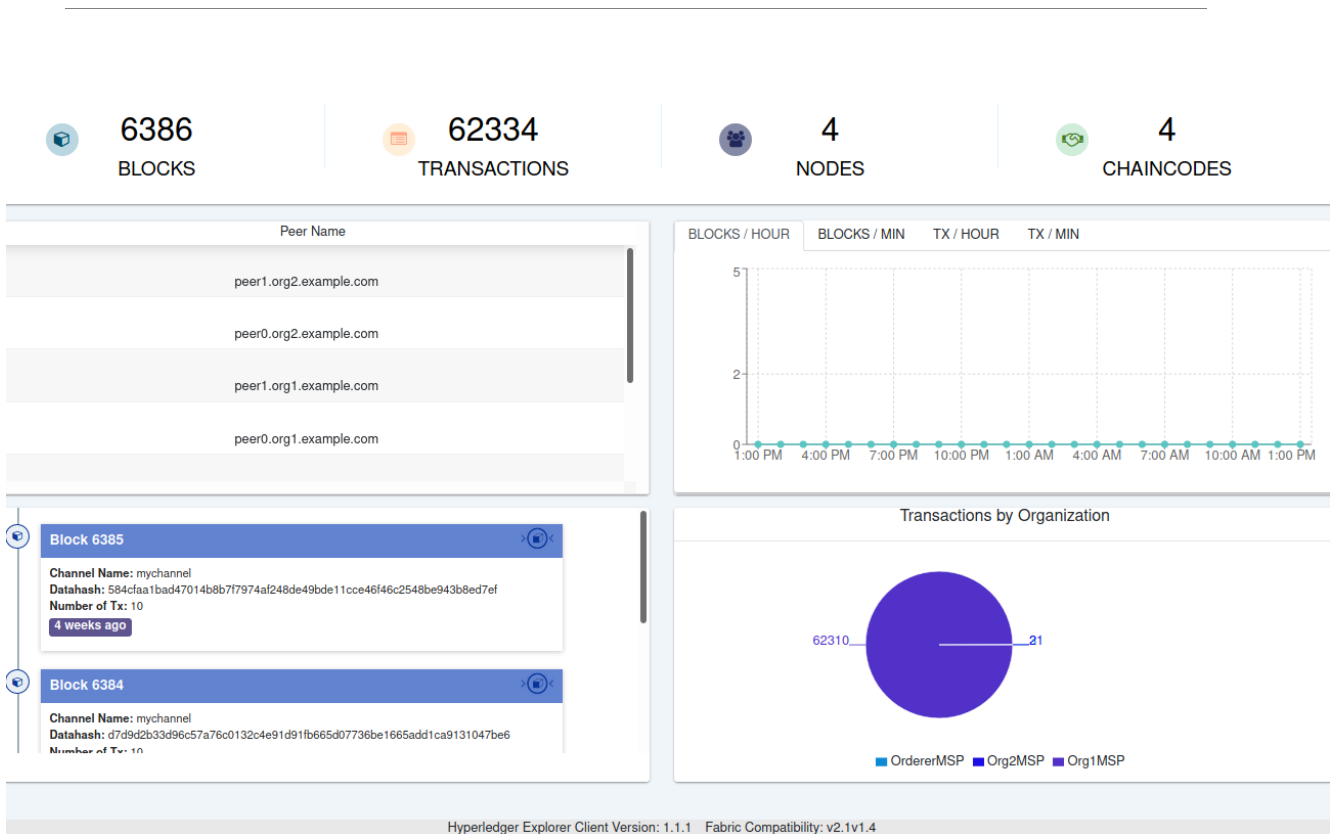 6386
BLOCKS
62334
TRANSACTIONS
4
NODES
4
CHAINCODES
Peer Name
peer1.org2.example.com
peer0.org2.example.com
peer1.org1.example.com
peer0.org1.example.com
BLOCKS / HOUR BLOCKS / MIN TX / HOUR TX / MIN
5
2
0
1:00 PM 4:00 PM 7:00 PM 10:00 PM 1:00 AM 4:00 AM 7:00 AM 10:00 AM 1:00 PM
Block 6385
Channel Name: mychannel
Datahash: 584cfaa1bad47014b8b7f7974af248de49bde11cce46f46c2548be943b8ed7ef
Number of Tx: 10
4 weeks ago
Block 6384
Channel Name: mychannel
Datahash: d7d9d2b33d96c57a76c0132c4e91d91fb665d07736be1665add1ca9131047be6
Number of Tx: 10
Transactions by Organization
62310
OrdererMSP Org2MSP Org1MSP
Hyperledger Explorer Client Version: 1.1.1 Fabric Compatibility: v2.1v1.4